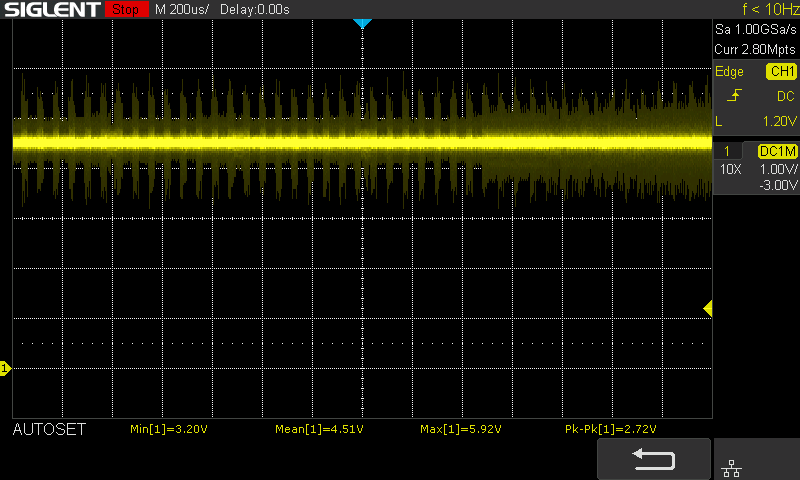 SIGLENT Stop M 200us/ Delay:0.00s f < 10Hz
Sa 1.00GSa/s
Curr 2.80Mpts
Edge CH1
DC
L 1.20V
1 DC1M
10X 1.00V/
-3.00V
1
AUTOSET Min[1]=3.20V Mean[1]=4.51V Max[1]=5.92V Pk-Pk[1]=2.72V